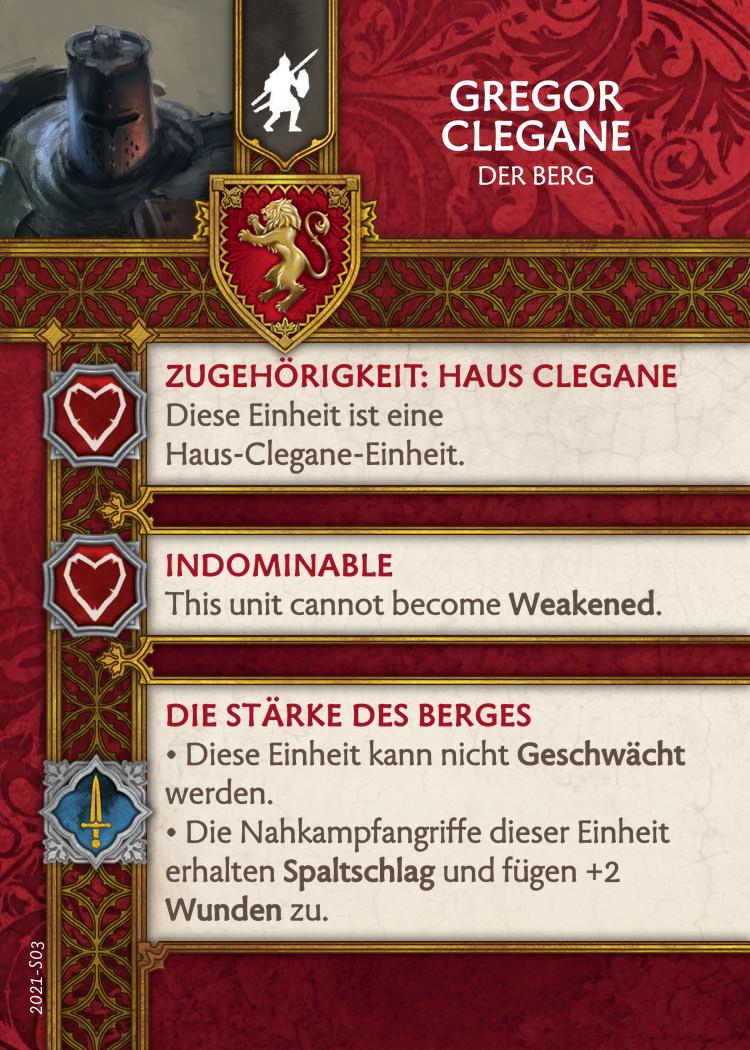 GREGOR
CLEGANE
DER BERG
ZUGEHÖRIGKEIT: HAUS CLEGANE
Diese Einheit ist eine
Haus-Clegane-Einheit.
INDOMINABLE
This unit cannot become Weakened.
DIE STÄRKE DES BERGES
• Diese Einheit kann nicht Geschwächt
werden.
• Die Nahkampfangriffe dieser Einheit
erhalten Spaltschlag und fügen +2
Wunden zu.
2021-S03